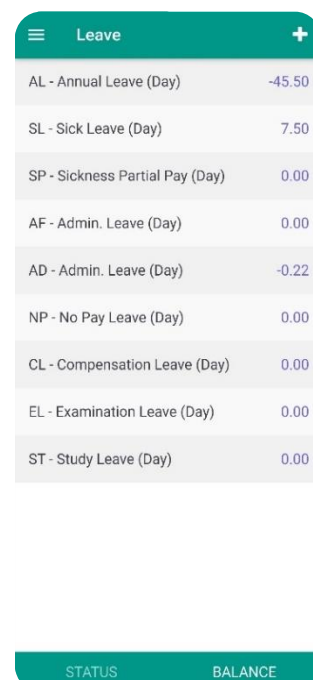 Leave +
AL - Annual Leave (Day) -45.50
SL - Sick Leave (Day) 7.50
SP - Sickness Partial Pay (Day) 0.00
AF - Admin. Leave (Day) 0.00
AD - Admin. Leave (Day) -0.22
NP - No Pay Leave (Day) 0.00
CL - Compensation Leave (Day) 0.00
EL - Examination Leave (Day) 0.00
ST - Study Leave (Day) 0.00
STATUS BALANCE